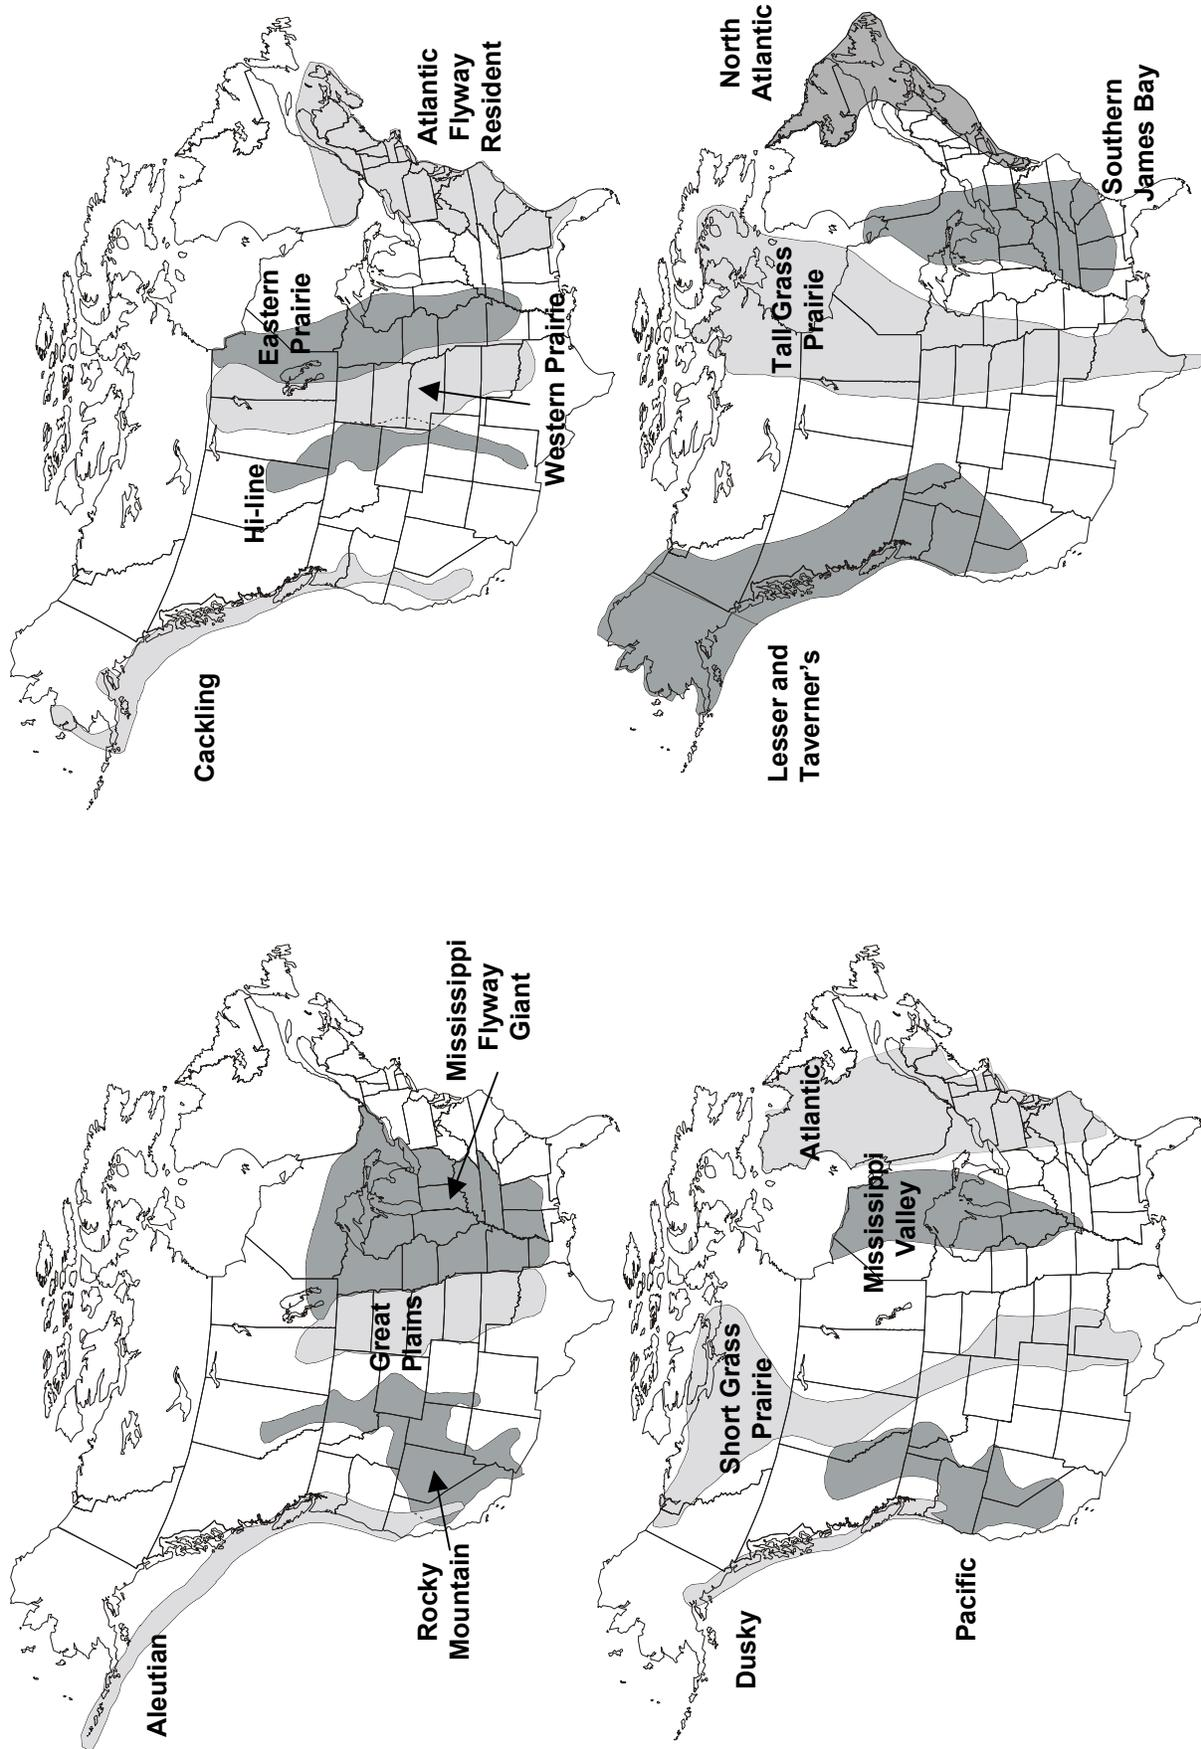 Aleutian
Rocky
Mountain
Great
Plains
Mississippi
Flyway
Giant
Cackling
Hi-line
Eastern
Prairie
Western Prairie
Atlantic
Flyway
Resident
Dusky
Pacific
Short Grass
Prairie
Mississippi
Valley
Atlantic
Lesser and
Taverner’s
Tall Grass
Prairie
North
Atlantic
Southern
James Bay